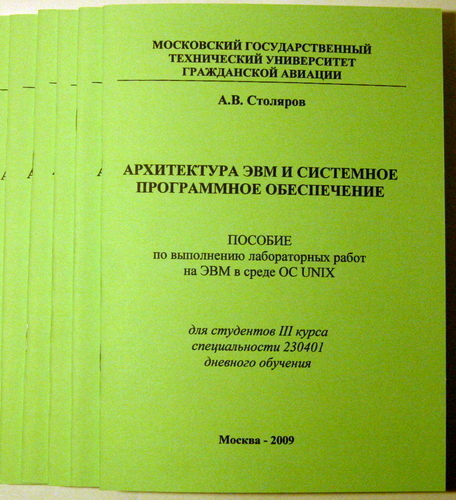 МОСКОВСКИЙ ГОСУДАРСТВЕННЫЙ
ТЕХНИЧЕСКИЙ УНИВЕРСИТЕТ
ГРАЖДАНСКОЙ АВИАЦИИ
А.В. Столяров
АРХИТЕКТУРА ЭВМ И СИСТЕМНОЕ
ПРОГРАММНОЕ ОБЕСПЕЧЕНИЕ
ПОСОБИЕ
по выполнению лабораторных работ
на ЭВМ в среде ОС UNIX
для студентов III курса
специальности 230401
дневного обучения
Москва - 2009